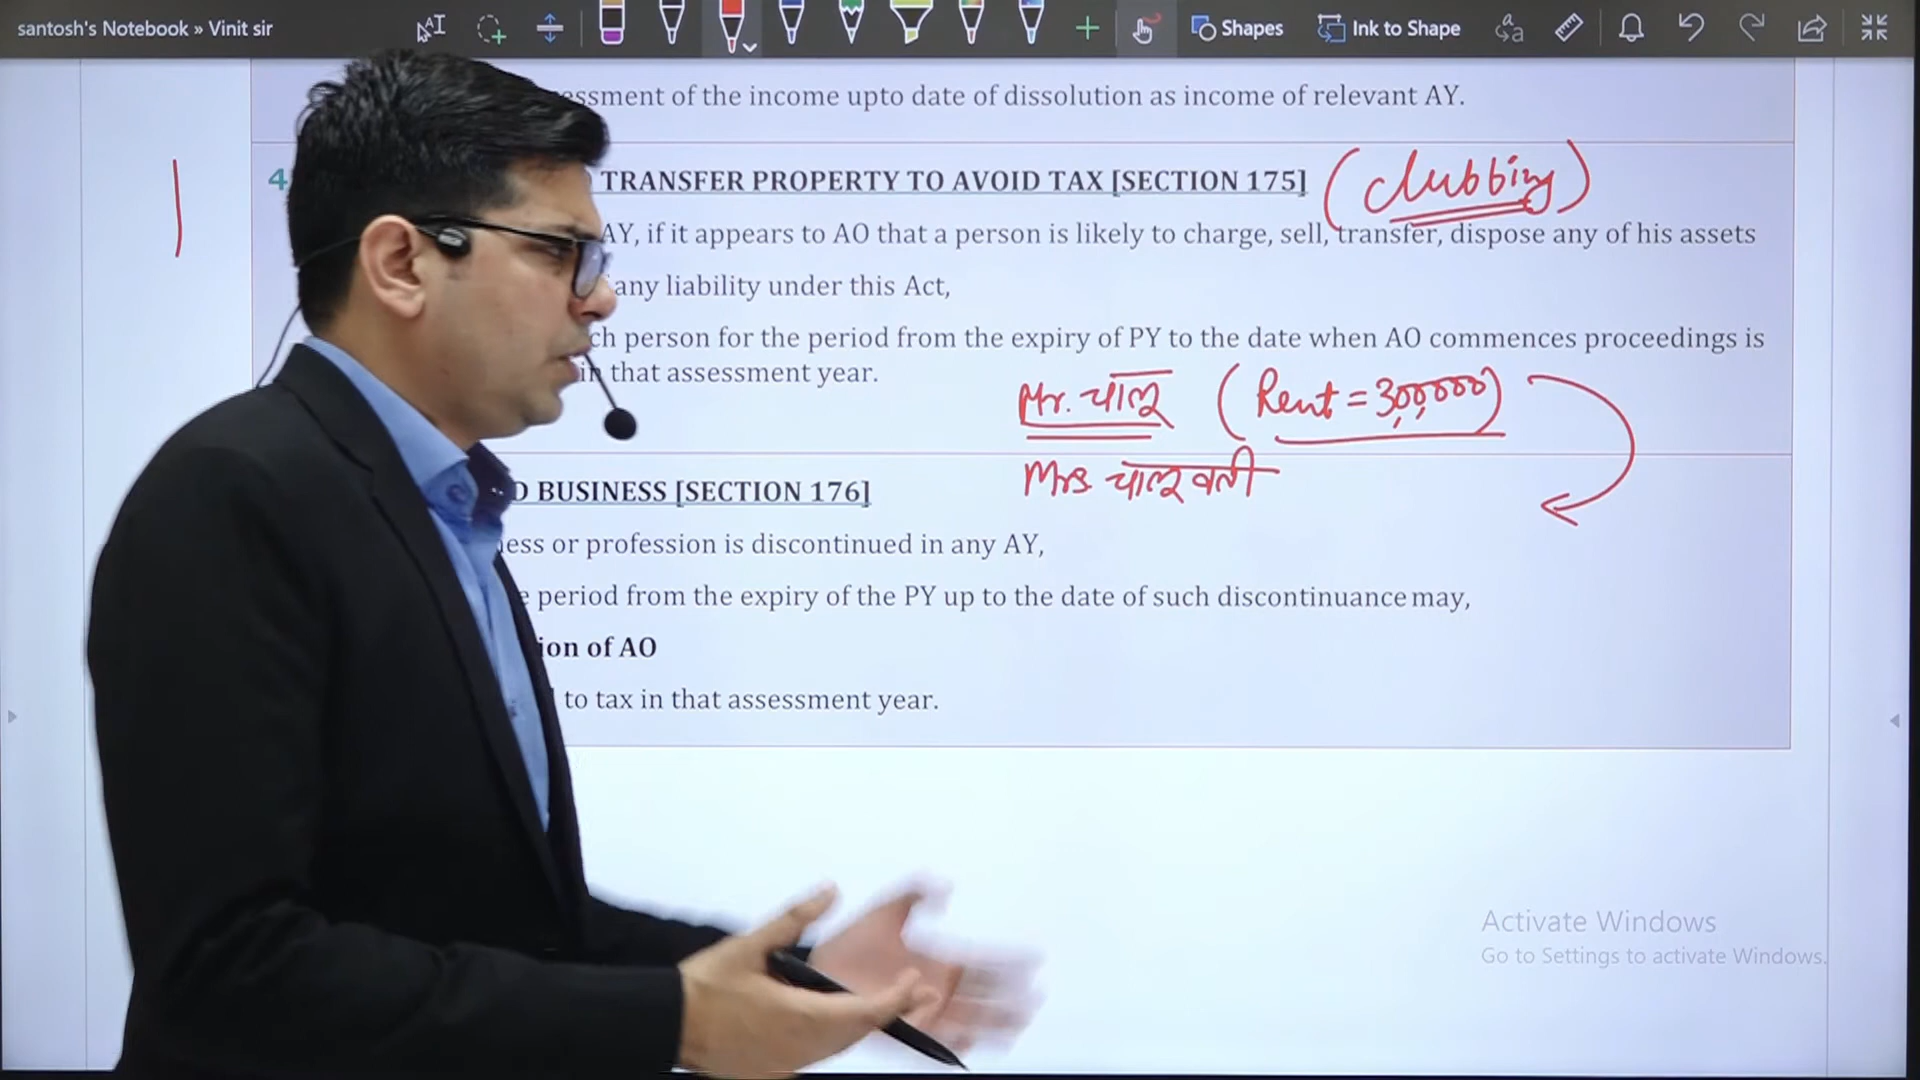 santosh's Notebook » Vinit sir
Shapes
Ink to Shape
essment of the income upto date of dissolution as income of relevant AY.
4
TRANSFER PROPERTY TO AVOID TAX [SECTION 175]
(clubbing)
AY, if it appears to AO that a person is likely to charge, sell, transfer, dispose any of his assets
any liability under this Act,
ch person for the period from the expiry of PY to the date when AO commences proceedings is
in that assessment year.
Mr. चालू (Rent = 300,000)
Mrs. चालू वती
D BUSINESS [SECTION 176]
ess or profession is discontinued in any AY,
e period from the expiry of the PY up to the date of such discontinuance may,
ion of AO
to tax in that assessment year.
Activate Windows
Go to Settings to activate Windows.